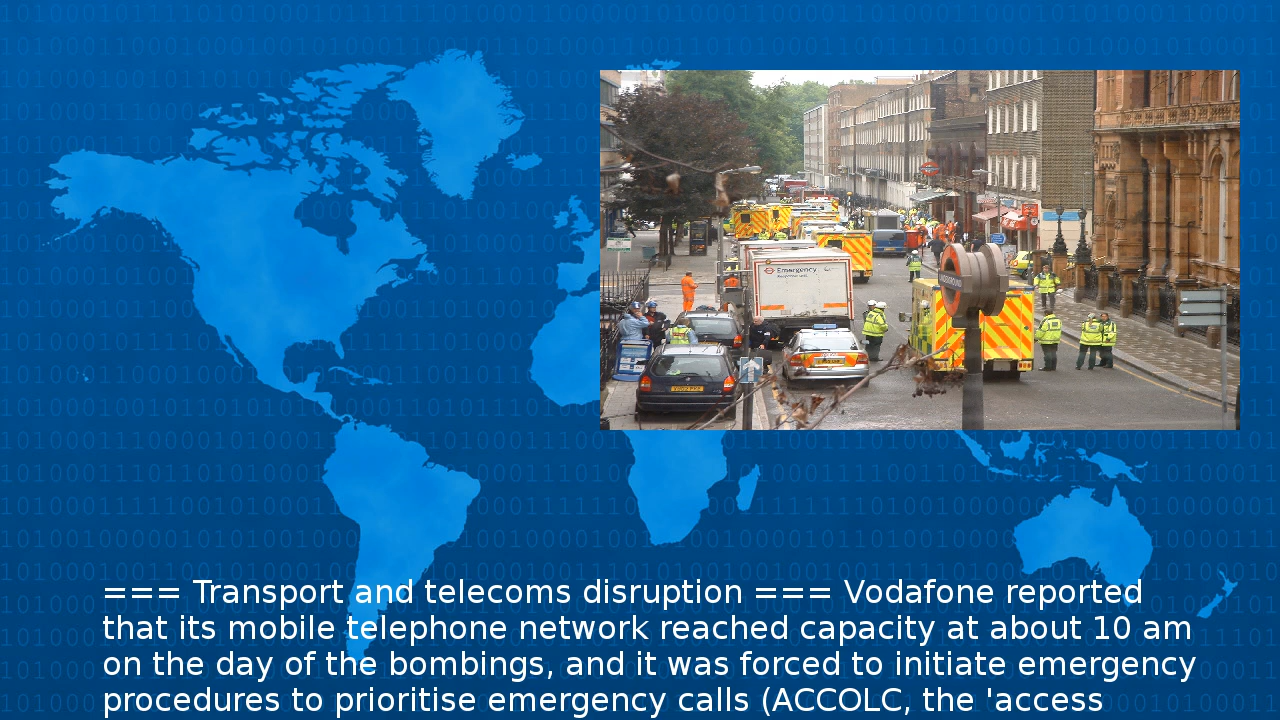 Emergency
UNDERGROUND
=== Transport and telecoms disruption === Vodafone reported
that its mobile telephone network reached capacity at about 10 am
on the day of the bombings, and it was forced to initiate emergency
procedures to prioritise emergency calls (ACCOLC, the 'access